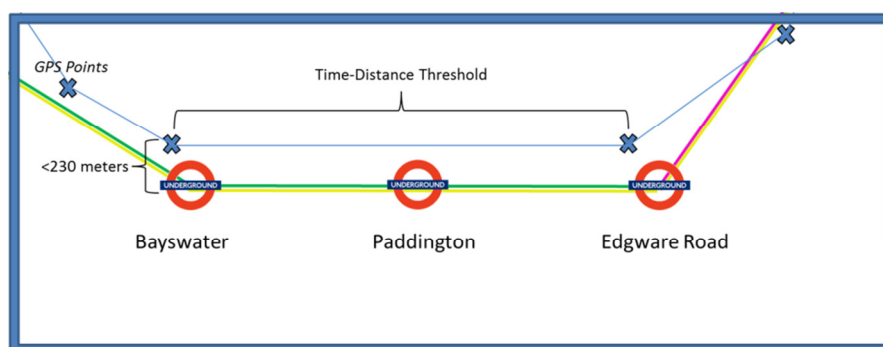 GPS Points
Time-Distance Threshold
<230 meters
UNDERGROUND
UNDERGROUND
UNDERGROUND
Bayswater
Paddington
Edgware Road